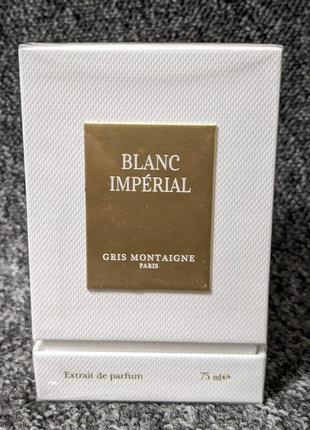 BLANC
IMPÉRIAL
GRIS MONTAIGNE
PARIS
Extrait de parfum 75 ml℮